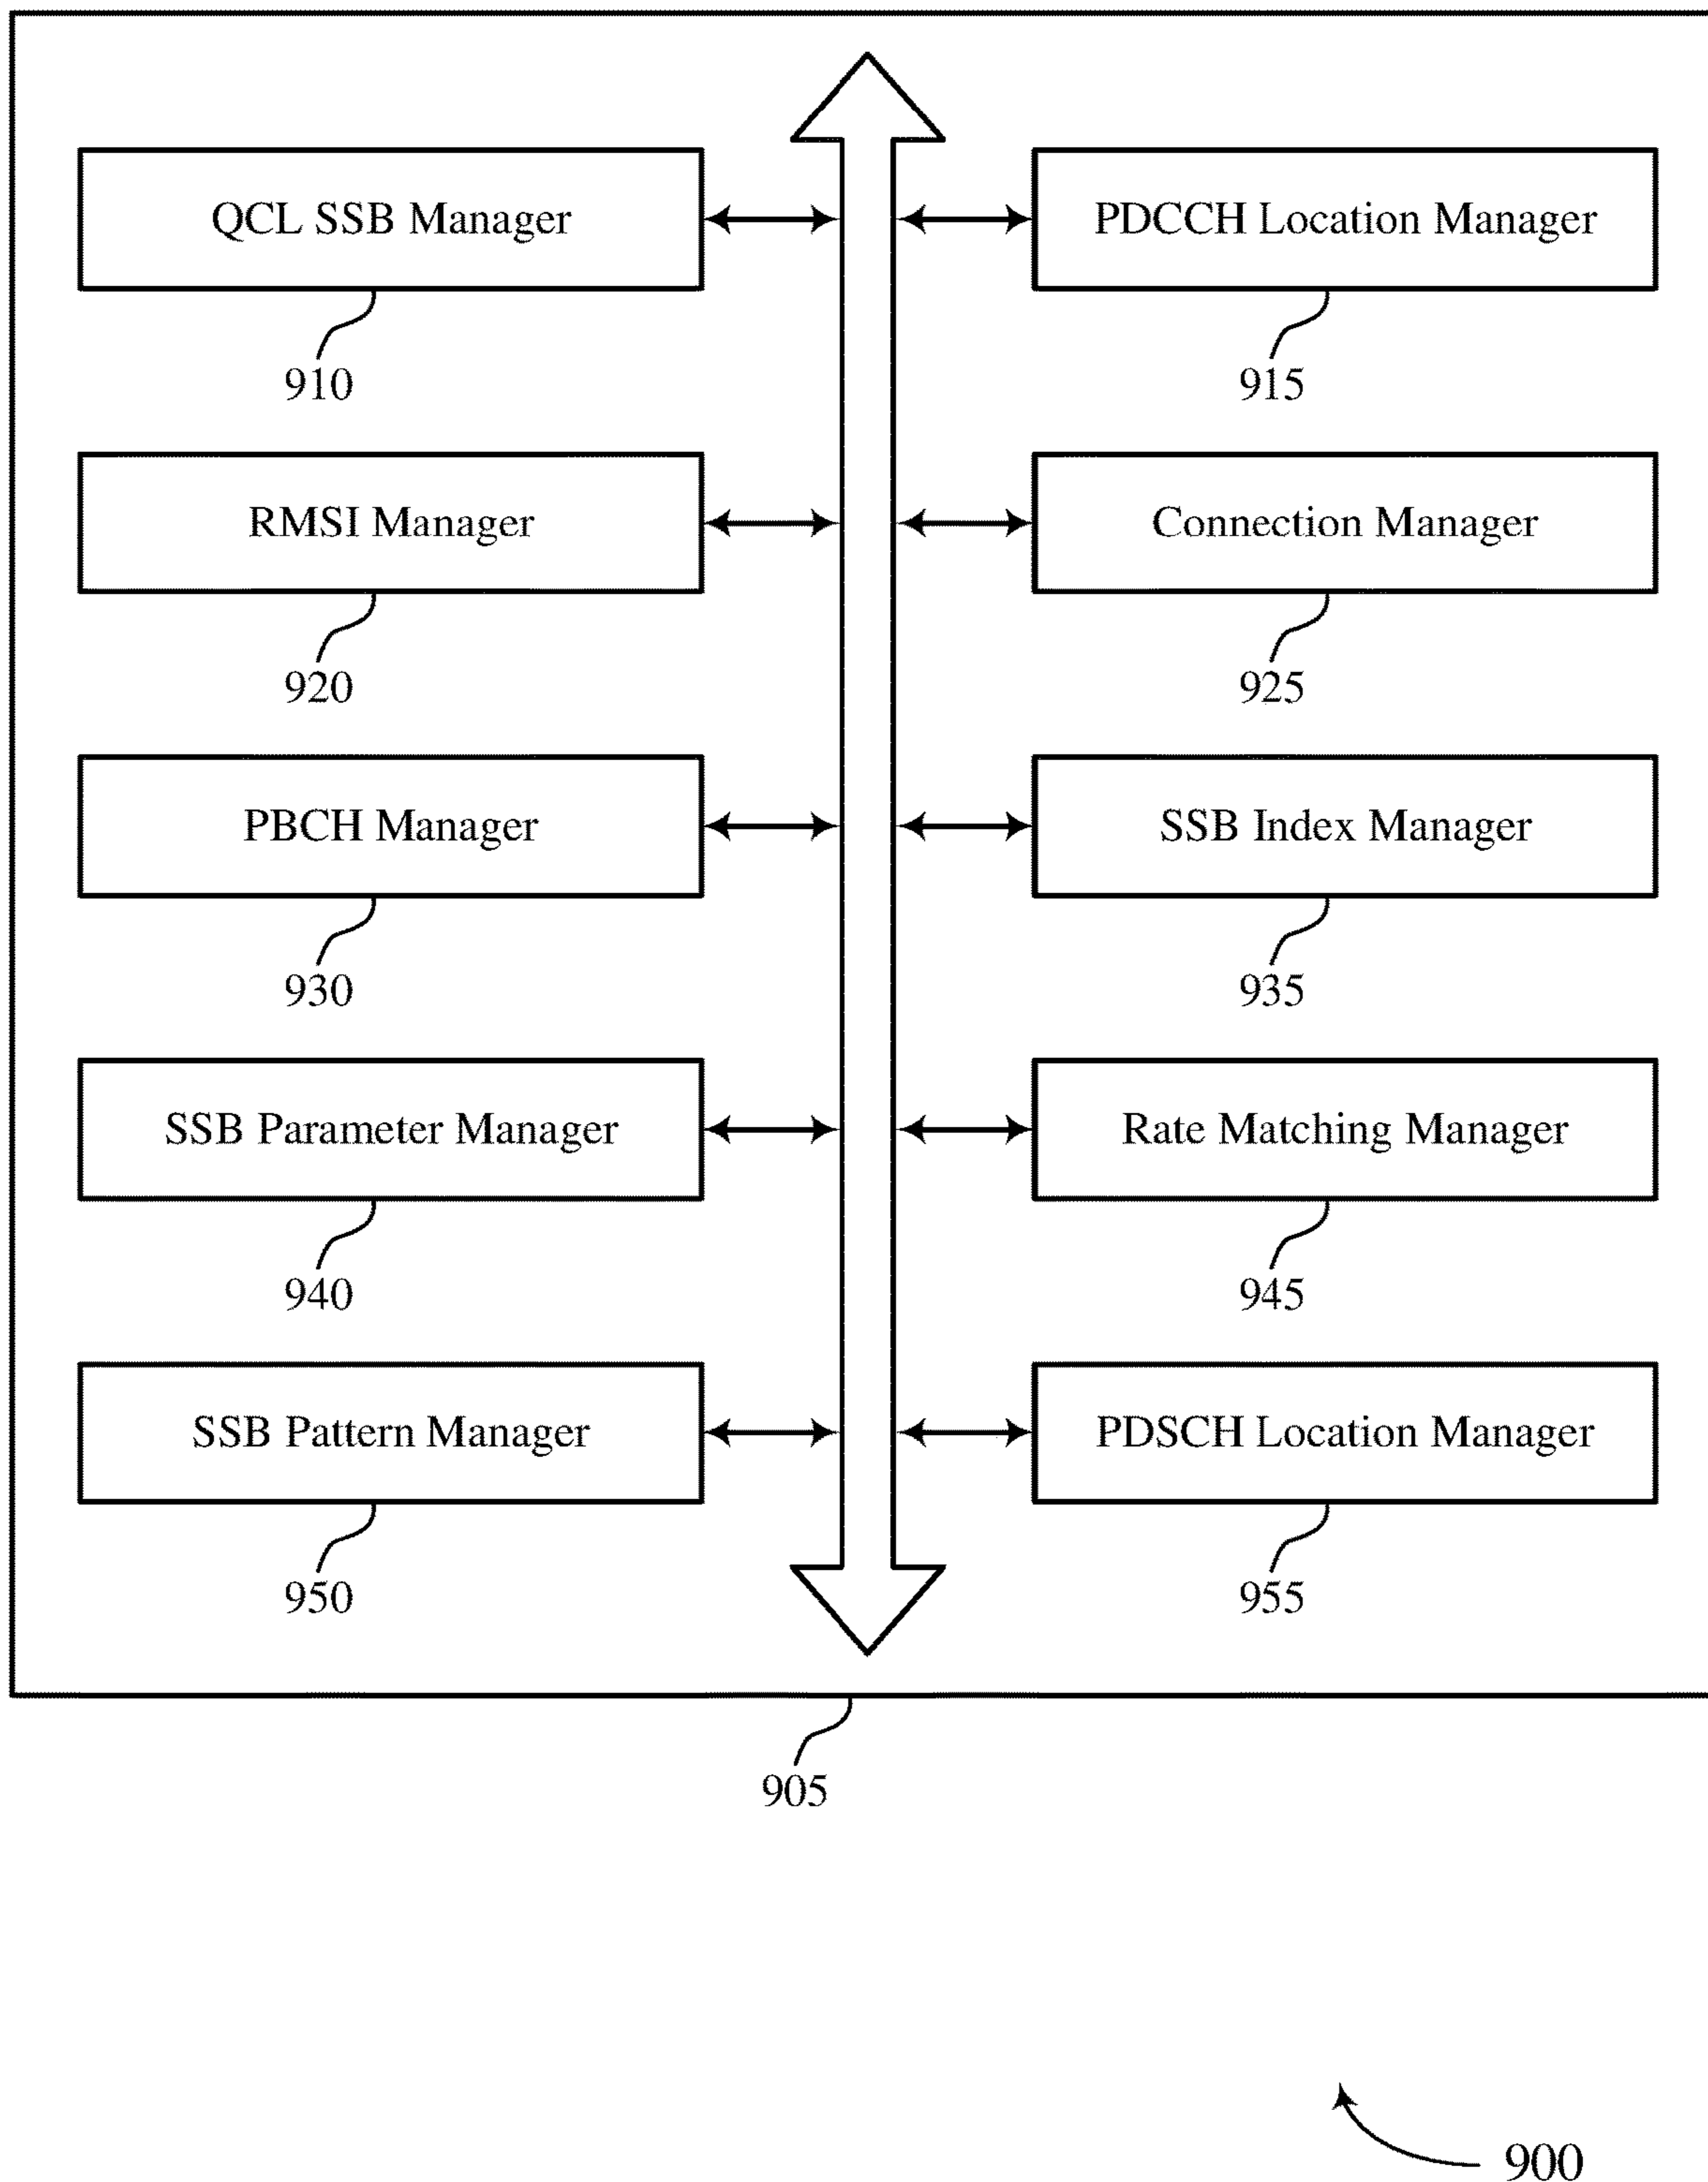 QCL SSB Manager
PDCCH Location Manager
910
915
RMSI Manager
Connection Manager
920
925
PBCH Manager
SSB Index Manager
930
935
SSB Parameter Manager
Rate Matching Manager
940
945
SSB Pattern Manager
PDSCH Location Manager
950
955
905
900